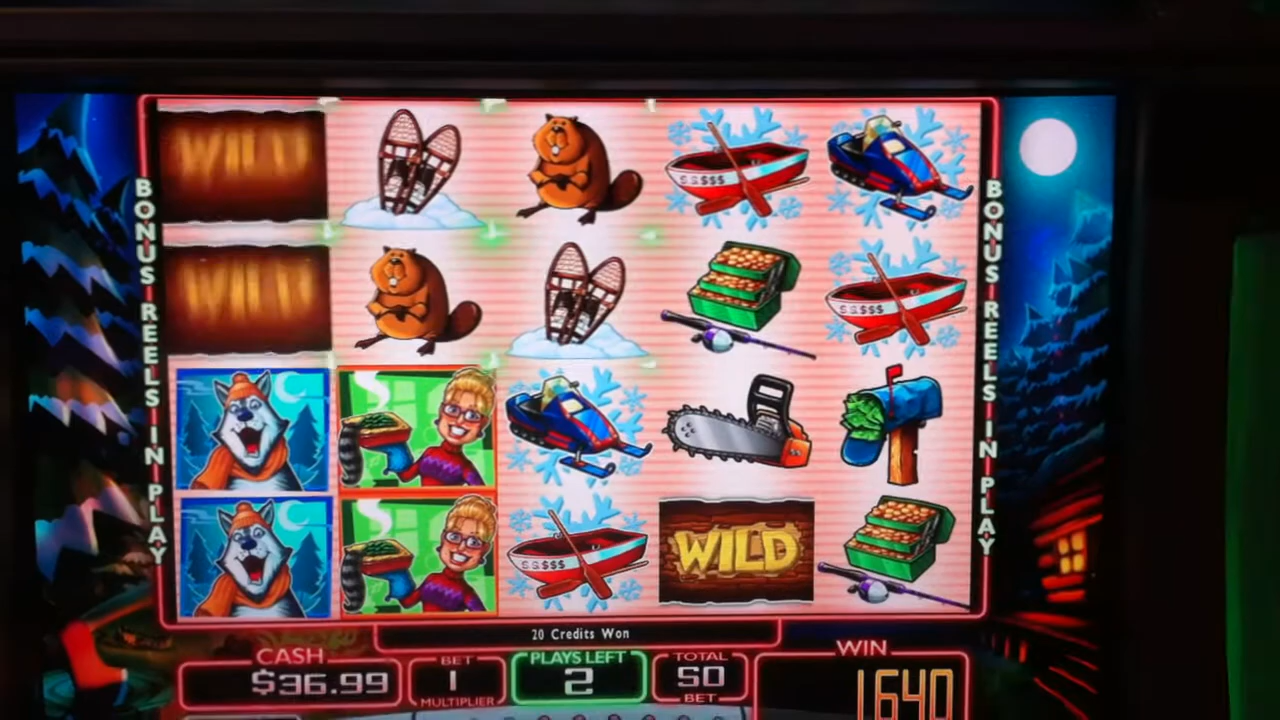 WILD
S.S$$$
WILD
S.S$$$
S.S$$$
WILD
BONUS REELS IN PLAY
BONUS REELS IN PLAY
20 Credits Won
CASH
$36.99
BET
1
MULTIPLIER
PLAYS LEFT
2
TOTAL
50
BET
WIN
1640